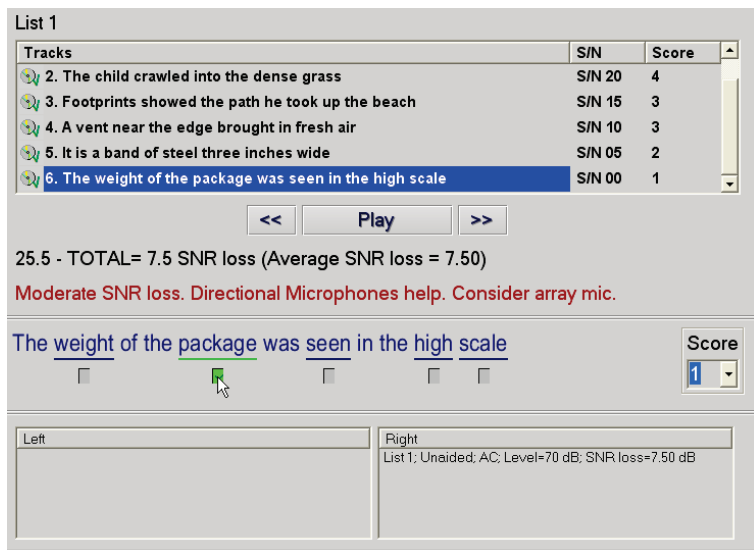 List 1
Tracks S/N Score
2. The child crawled into the dense grass S/N 20 4
3. Footprints showed the path he took up the beach S/N 15 3
4. A vent near the edge brought in fresh air S/N 10 3
5. It is a band of steel three inches wide S/N 05 2
6. The weight of the package was seen in the high scale S/N 00 1
<< Play >>
25.5 - TOTAL= 7.5 SNR loss (Average SNR loss = 7.50)
Moderate SNR loss. Directional Microphones help. Consider array mic.
The weight of the package was seen in the high scale
Score
1
Left
Right
List 1; Unaided; AC; Level=70 dB; SNR loss=7.50 dB